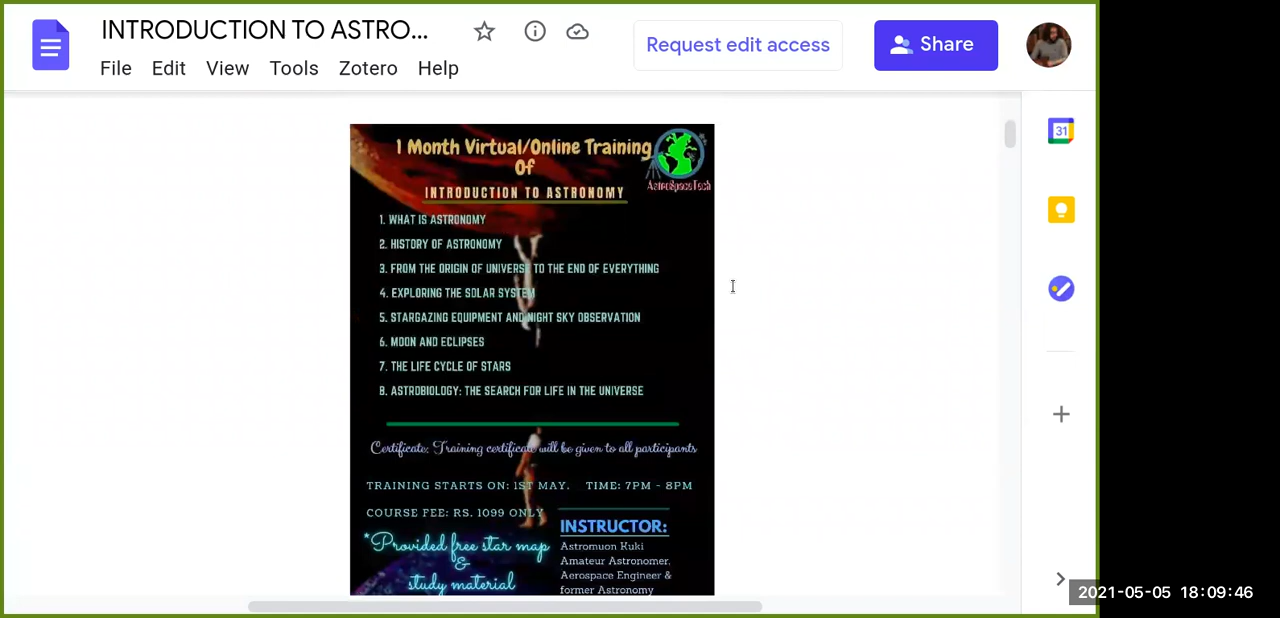 INTRODUCTION TO ASTRO...
Request edit access
Share
File Edit View Tools Zotero Help
31
1 Month Virtual/Online Training
Of
INTRODUCTION TO ASTRONOMY
AstroSpaceTech
1. WHAT IS ASTRONOMY
2. HISTORY OF ASTRONOMY
3. FROM THE ORIGIN OF UNIVERSE TO THE END OF EVERYTHING
4. EXPLORING THE SOLAR SYSTEM
5. STARGAZING EQUIPMENT AND NIGHT SKY OBSERVATION
6. MOON AND ECLIPSES
7. THE LIFE CYCLE OF STARS
8. ASTROBIOLOGY: THE SEARCH FOR LIFE IN THE UNIVERSE
Certificate: Training certificate will be given to all participants
TRAINING STARTS ON: 1ST MAY. TIME: 7PM - 8PM
COURSE FEE: RS. 1099 ONLY
*Provided free star map
&
study material
INSTRUCTOR:
Astromuon Kuki
Amateur Astronomer,
Aerospace Engineer &
former Astronomy
2021-05-05 18:09:46